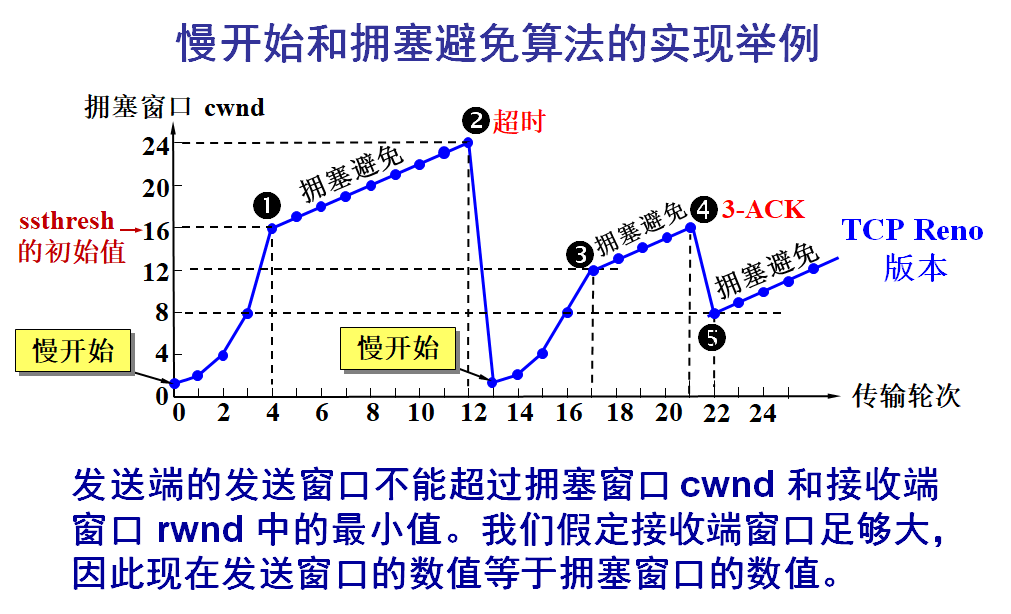 慢开始和拥塞避免算法的实现举例
拥塞窗口 cwnd
❷ 超时
24
20
16
12
8
4
0
ssthresh
的初始值
❶
拥塞避免
❸
拥塞避免
❹ 3-ACK
拥塞避免
❺
TCP Reno
版本
慢开始
慢开始
0 2 4 6 8 10 12 14 16 18 20 22 24
传输轮次
发送端的发送窗口不能超过拥塞窗口 cwnd 和接收端
窗口 rwnd 中的最小值。我们假定接收端窗口足够大,
因此现在发送窗口的数值等于拥塞窗口的数值。